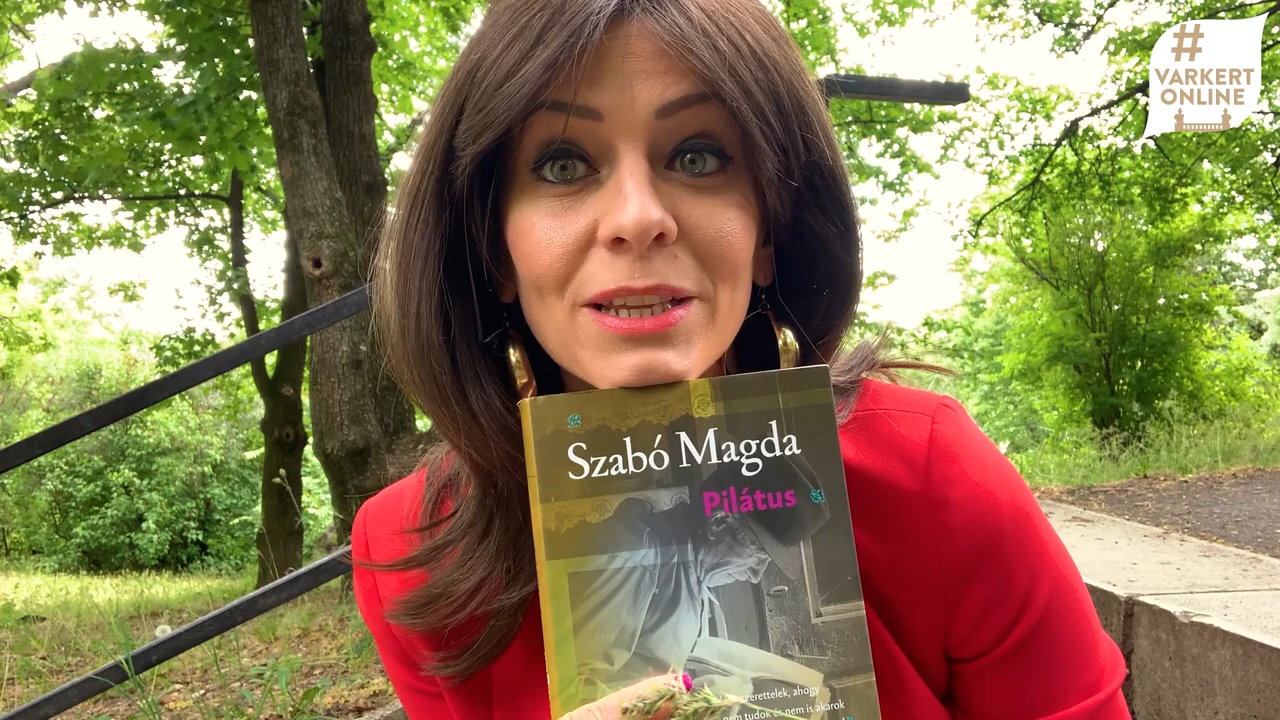 #
VARKERT
ONLINE
Szabó Magda
Pilátus
szerettelek, ahogy
nem tudok és nem is akarok